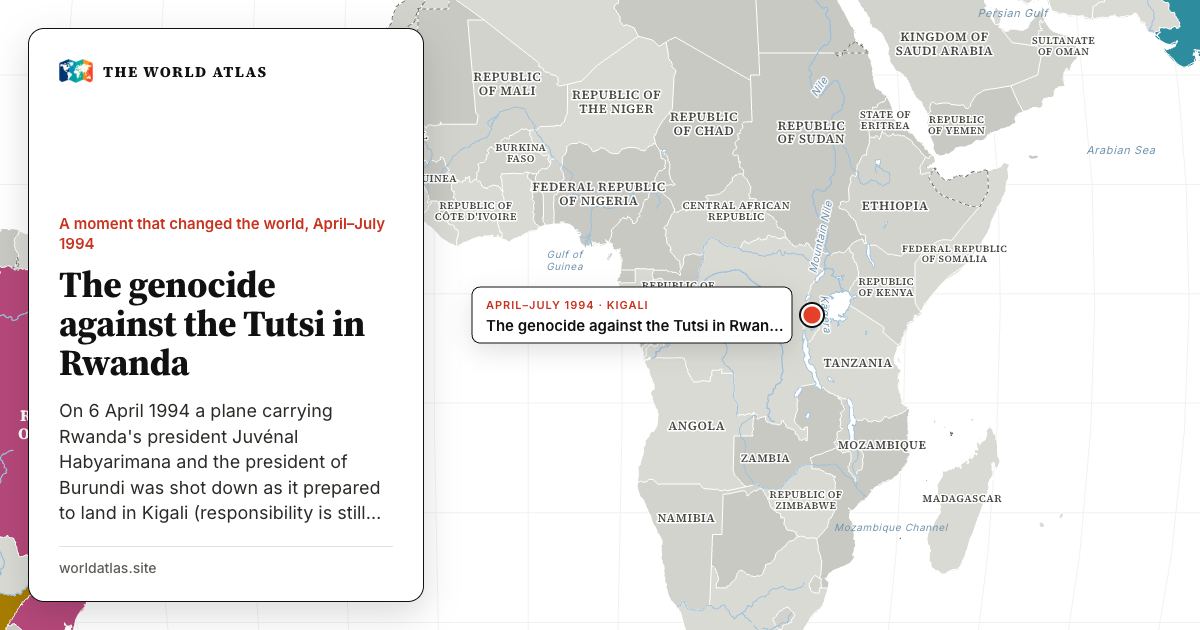 THE WORLD ATLAS
A moment that changed the world, April–July
1994
The genocide
against the Tutsi in
Rwanda
On 6 April 1994 a plane carrying
Rwanda's president Juvénal
Habyarimana and the president of
Burundi was shot down as it prepared
to land in Kigali (responsibility is still...
worldatlas.site
APRIL–JULY 1994 · KIGALI
The genocide against the Tutsi in Rwan...
Persian Gulf
KINGDOM OF
SAUDI ARABIA
SULTANATE
OF OMAN
REPUBLIC
OF MALI
REPUBLIC OF
THE NIGER
Nile
REPUBLIC
OF CHAD
REPUBLIC
OF SUDAN
STATE OF
ERITREA
REPUBLIC
OF YEMEN
Arabian Sea
BURKINA
FASO
UINEA
FEDERAL REPUBLIC
OF NIGERIA
REPUBLIC OF
CÔTE D'IVOIRE
CENTRAL AFRICAN
REPUBLIC
ETHIOPIA
Mountain Nile
FEDERAL REPUBLIC
OF SOMALIA
Gulf of
Guinea
REPUBLIC OF
REPUBLIC
OF KENYA
TANZANIA
ANGOLA
ZAMBIA
MOZAMBIQUE
REPUBLIC OF
ZIMBABWE
MADAGASCAR
NAMIBIA
Mozambique Channel